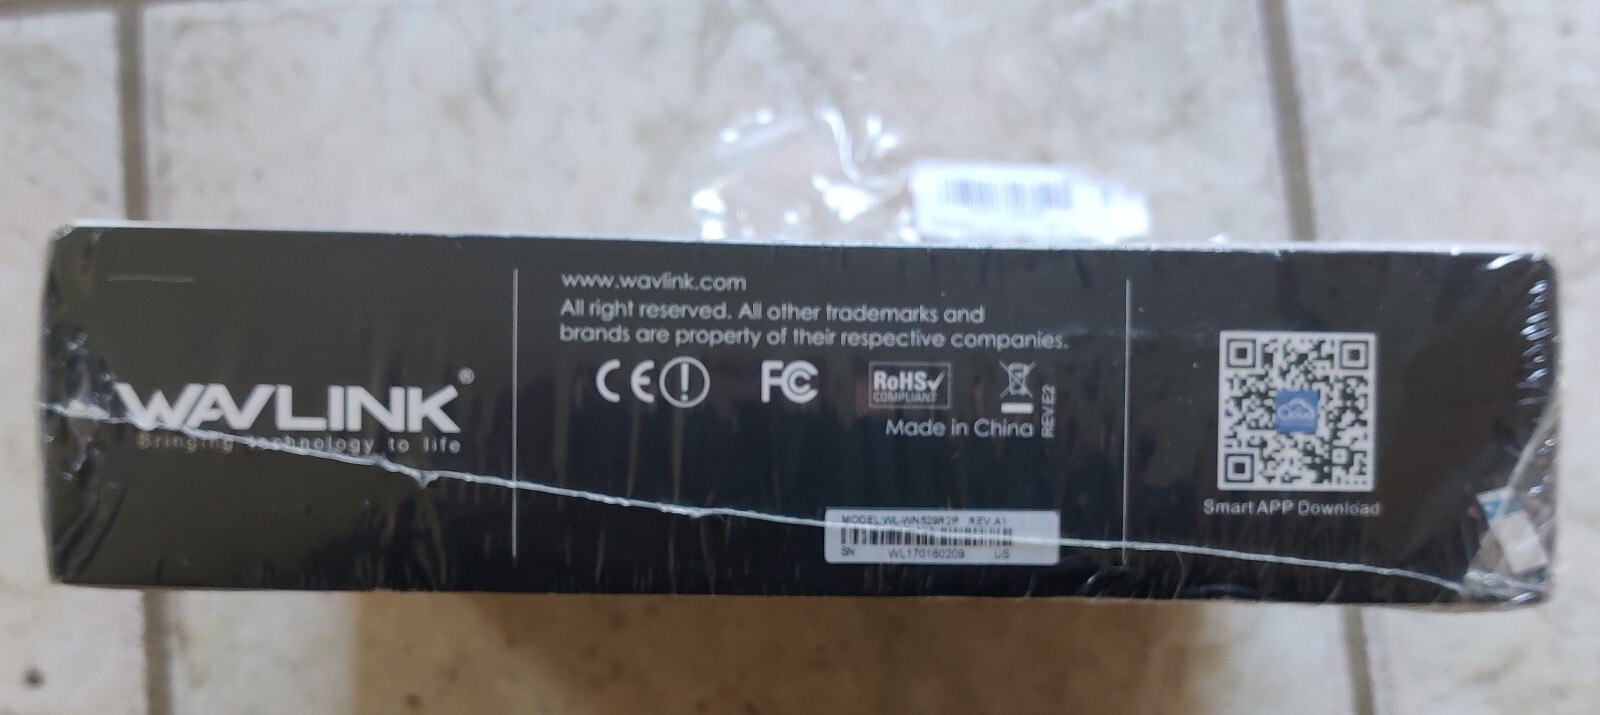 WAVLINK®
Bringing technology to life
www.wavlink.com
All right reserved. All other trademarks and
brands are property of their respective companies.
CE FC RoHS✓
COMPLIANT
Made in China
REV.E2
MODEL:WL-WN529R2P REV.A1
SN: WL170160209 US
Smart APP Download